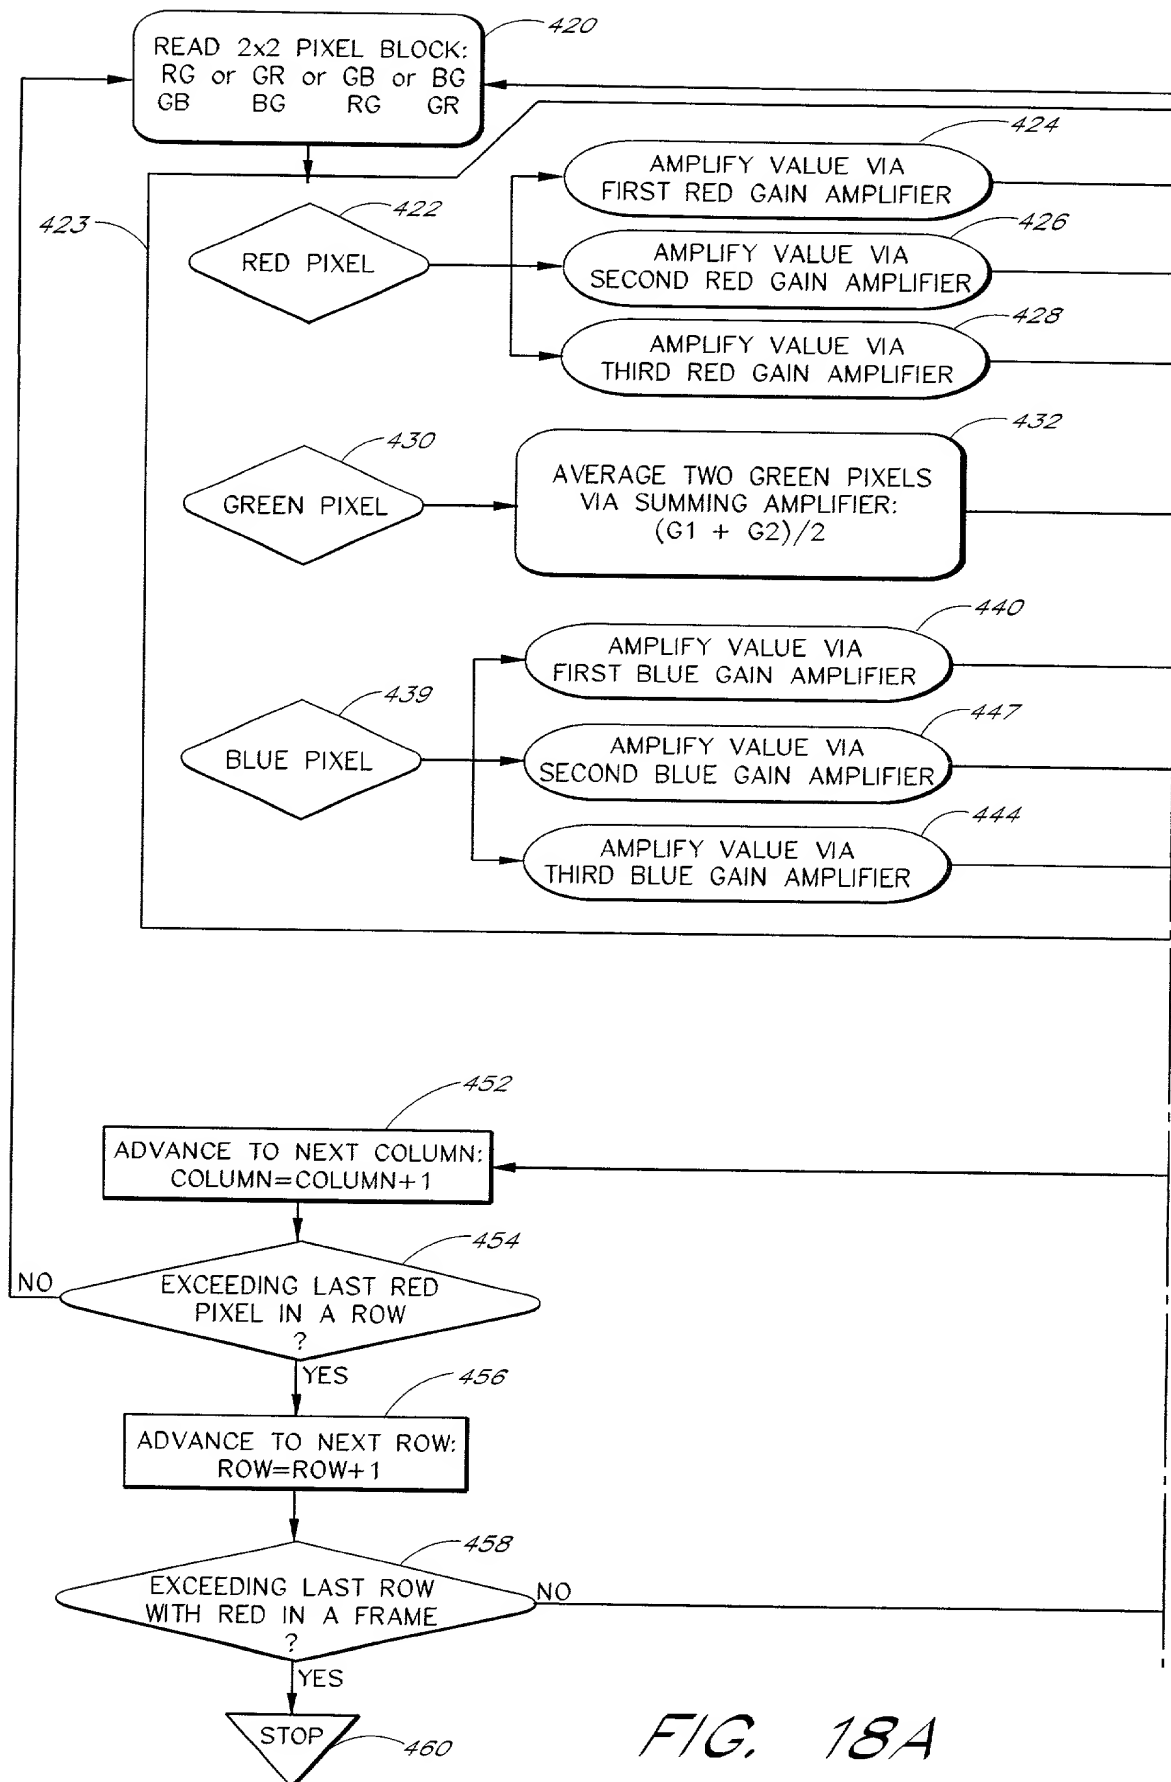 420
READ 2x2 PIXEL BLOCK:
RG or GR or GB or BG
GB BG RG GR
424
AMPLIFY VALUE VIA
FIRST RED GAIN AMPLIFIER
422
423
RED PIXEL
426
AMPLIFY VALUE VIA
SECOND RED GAIN AMPLIFIER
428
AMPLIFY VALUE VIA
THIRD RED GAIN AMPLIFIER
430
GREEN PIXEL
432
AVERAGE TWO GREEN PIXELS
VIA SUMMING AMPLIFIER:
(G1 + G2)/2
440
AMPLIFY VALUE VIA
FIRST BLUE GAIN AMPLIFIER
439
BLUE PIXEL
447
AMPLIFY VALUE VIA
SECOND BLUE GAIN AMPLIFIER
444
AMPLIFY VALUE VIA
THIRD BLUE GAIN AMPLIFIER
452
ADVANCE TO NEXT COLUMN:
COLUMN=COLUMN+1
454
NO
EXCEEDING LAST RED
PIXEL IN A ROW
?
YES
456
ADVANCE TO NEXT ROW:
ROW=ROW+1
458
EXCEEDING LAST ROW
WITH RED IN A FRAME
?
NO
YES
STOP
460
FIG. 18A